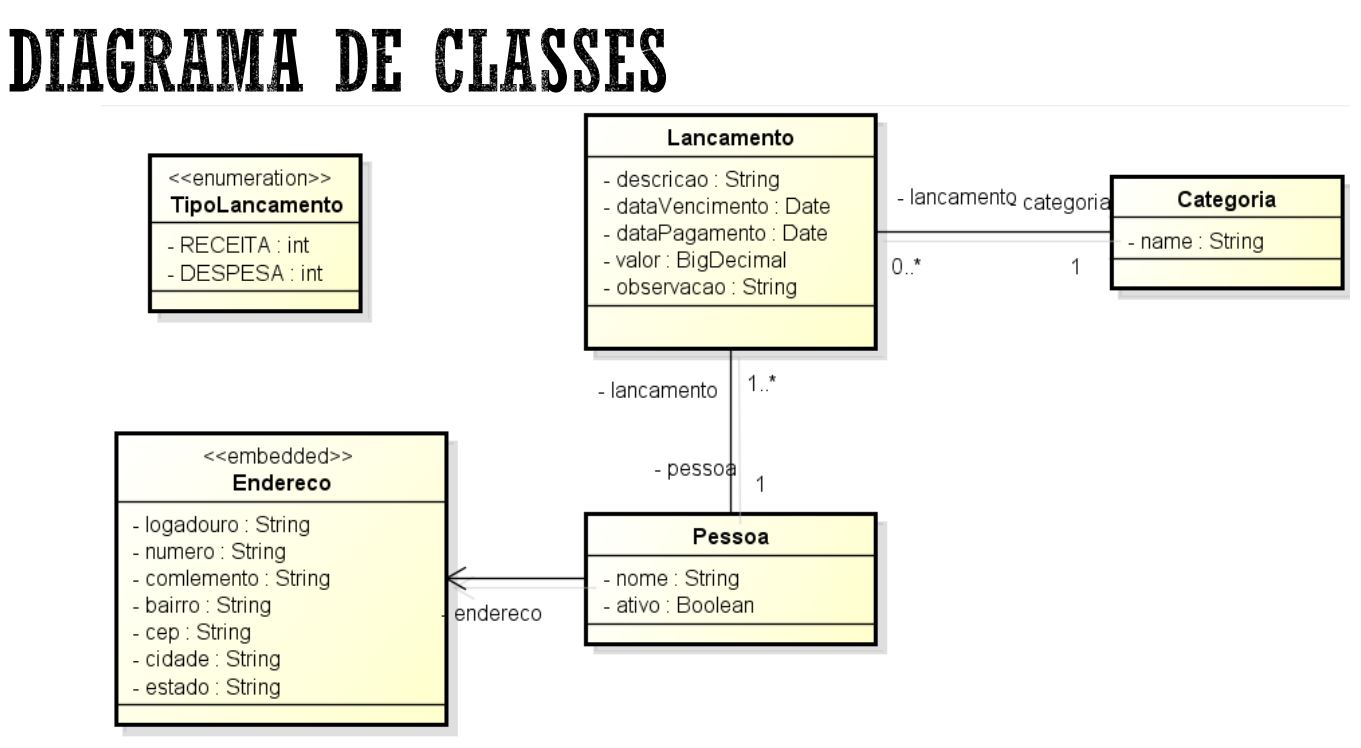 DIAGRAMA DE CLASSES
<<enumeration>>
TipoLancamento
- RECEITA : int
- DESPESA : int
Lancamento
- descricao : String
- dataVencimento : Date
- dataPagamento : Date
- valor : BigDecimal
- observacao : String
- lancamento
- categoria
0..*
1
Categoria
- name : String
- lancamento
1..*
- pessoa
1
<<embedded>>
Endereco
- logadouro : String
- numero : String
- comlemento : String
- bairro : String
- cep : String
- cidade : String
- estado : String
- endereco
Pessoa
- nome : String
- ativo : Boolean